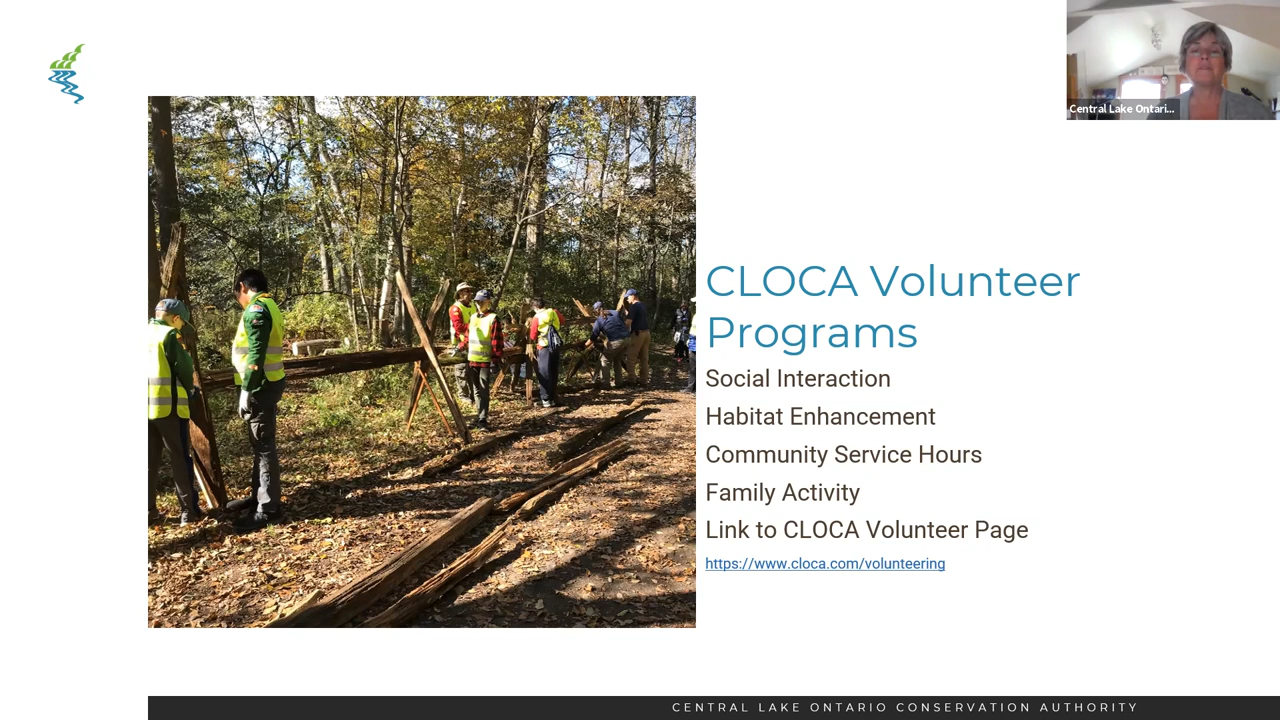 Central Lake Ontari...
CLOCA Volunteer
Programs
Social Interaction
Habitat Enhancement
Community Service Hours
Family Activity
Link to CLOCA Volunteer Page
https://www.cloca.com/volunteering
CENTRAL LAKE ONTARIO CONSERVATION AUTHORITY